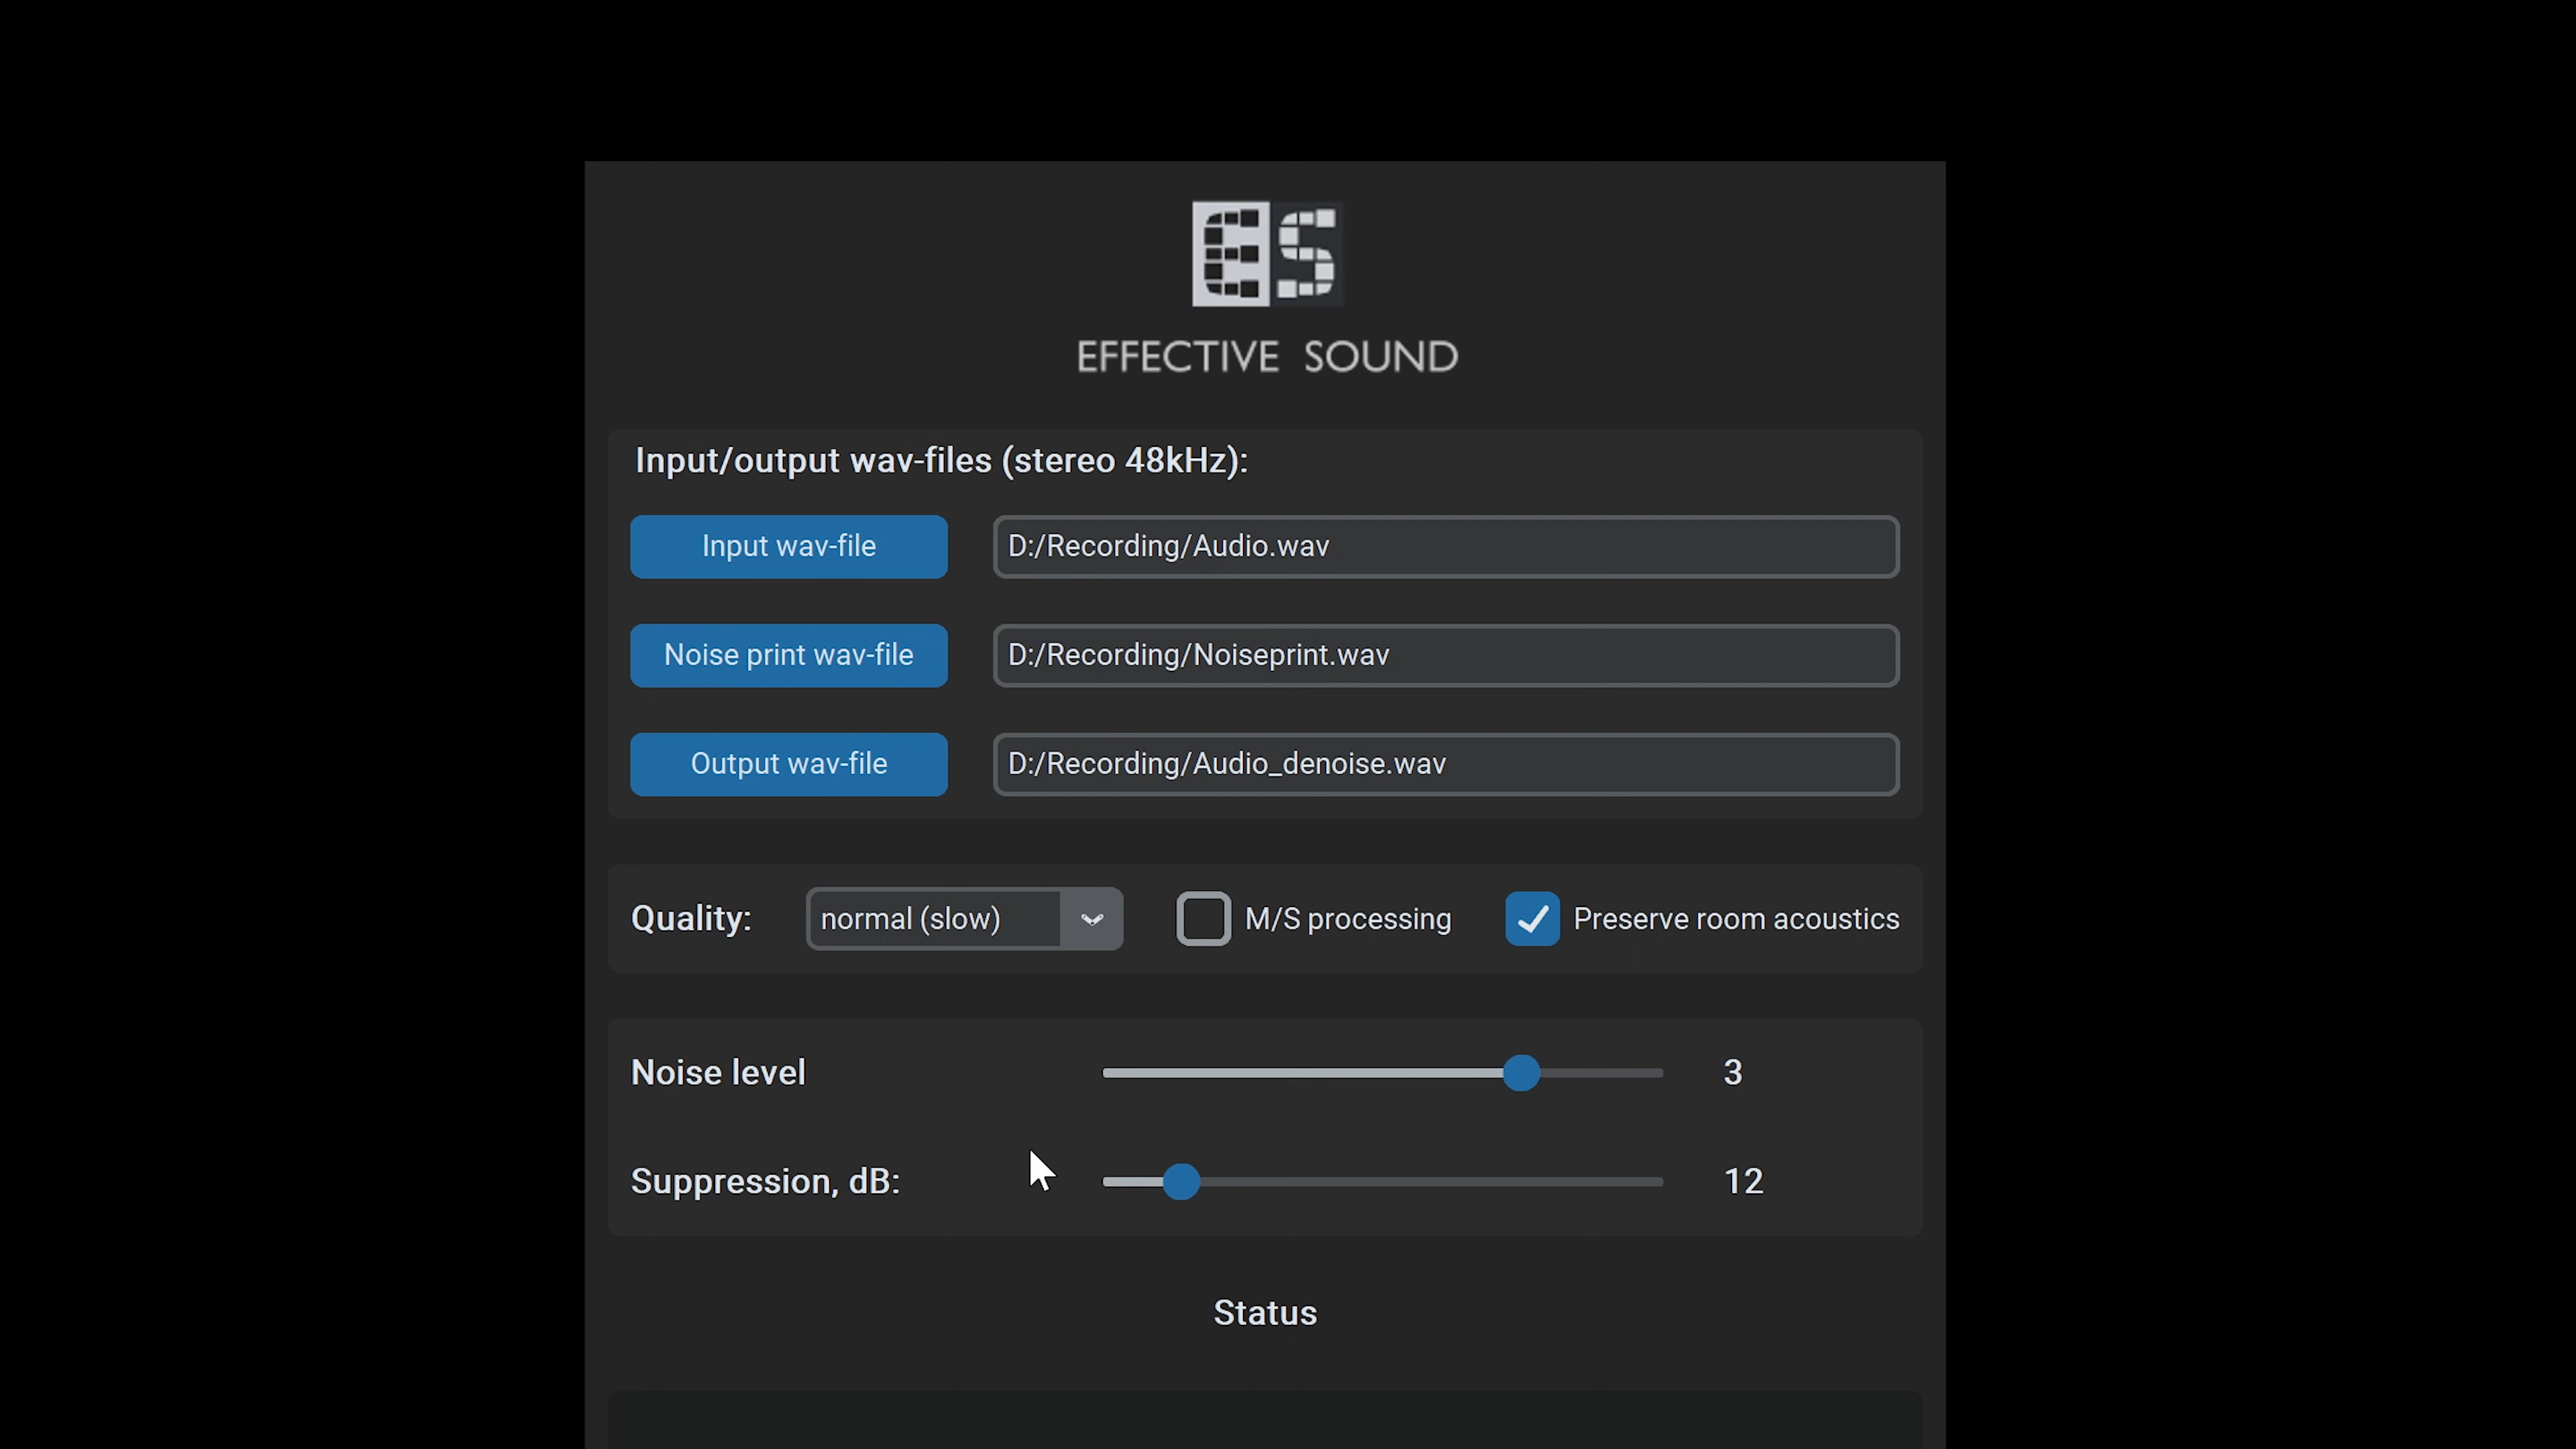 ES
EFFECTIVE SOUND
Input/output wav-files (stereo 48kHz):
Input wav-file D:/Recording/Audio.wav
Noise print wav-file D:/Recording/Noiseprint.wav
Output wav-file D:/Recording/Audio_denoise.wav
Quality: normal (slow) M/S processing Preserve room acoustics
Noise level 3
Suppression, dB: 12
Status